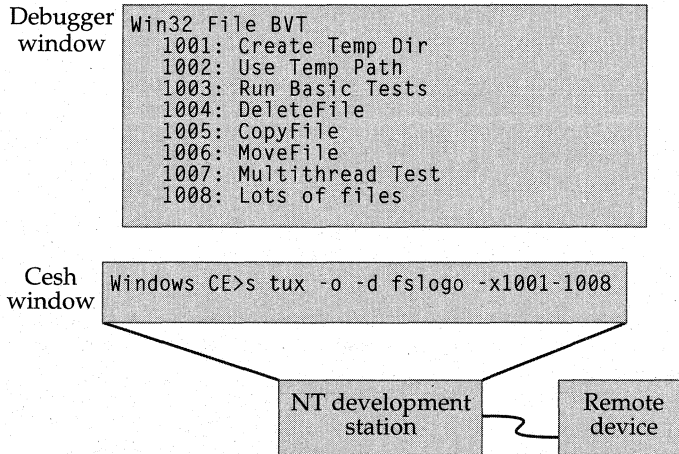 Debugger
window
Win32 File BVT
1001: Create Temp Dir
1002: Use Temp Path
1003: Run Basic Tests
1004: DeleteFile
1005: CopyFile
1006: MoveFile
1007: Multithread Test
1008: Lots of files
Cesh
window
Windows CE>s tux -o -d fslogo -x1001-1008
NT development
station
Remote
device